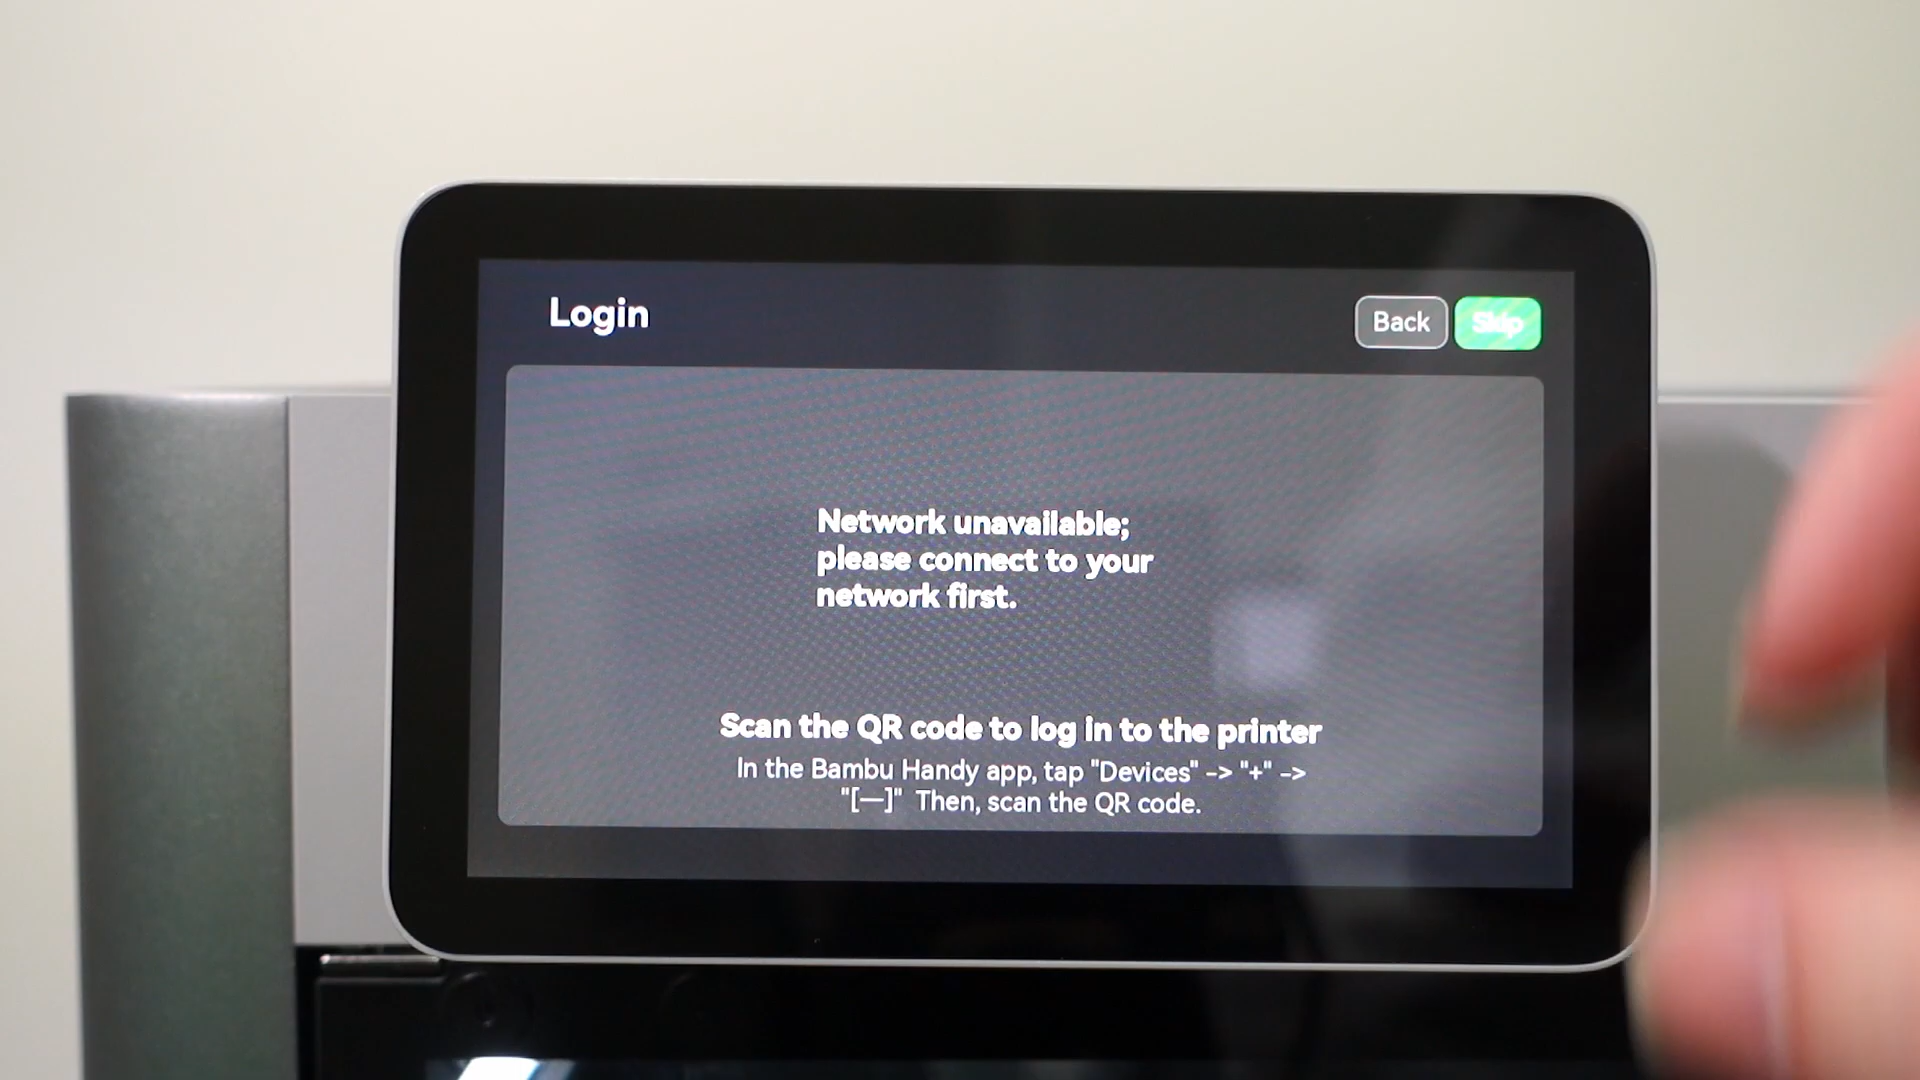 Login
Back
Skip
Network unavailable;
please connect to your
network first.
Scan the QR code to log in to the printer
In the Bambu Handy app, tap "Devices" -> "+" ->
"[—]" Then, scan the QR code.